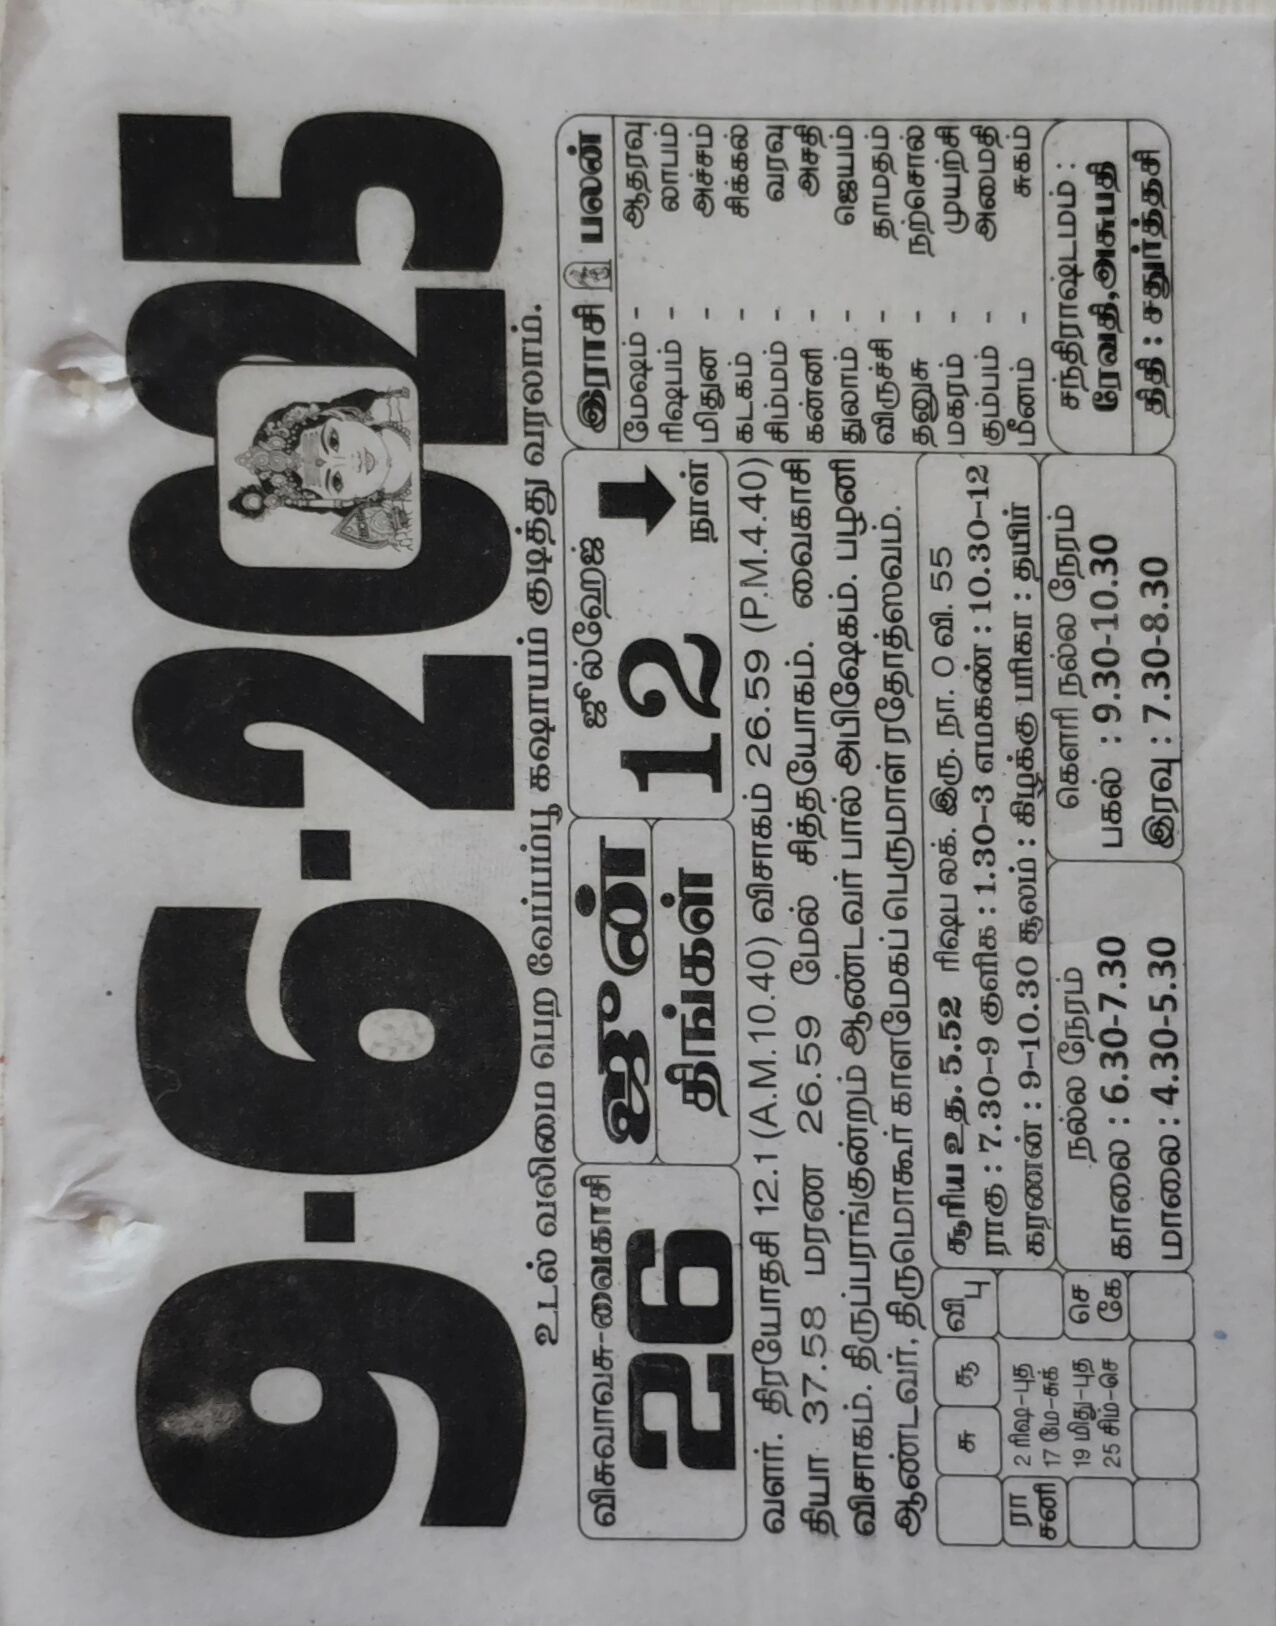 9-6-2025
உடல் வலிமை பெற வேப்பம்பூ கஷாயம் குடித்து வரலாம்.
விசுவாவசு-வைகாசி
26
ஜூன்
திங்கள்
ஜுல்ஹேஜ்
12
நாள்
வளர். திரயோதசி 12.1 (A.M.10.40) விசாகம் 26.59 (P.M.4.40)
தியா 37.58 மரண 26.59 மேல் சித்தயோகம். வைகாசி
விசாகம். திருப்பரங்குன்றம் ஆண்டவர் பால் அபிஷேகம். பழனி
ஆண்டவர், திருமொகூர் காளமேகப் பெருமாள் ரதோத்ஸவம்.
இராசி பலன்
மேஷம் - ஆதரவு
ரிஷபம் - லாபம்
மிதுன - அச்சம்
கடகம் - சிக்கல்
சிம்மம் - வரவு
கன்னி - அசதி
துலாம் - ஜெயம்
விருச்சி - தாமதம்
தனுசு - நற்சொல்
மகரம் - முயற்சி
கும்பம் - அமைதி
மீனம் - சுகம்
சு சூ வி பு
ரா சனி
2 ரிஷ-புத
17 மே-சுக்
19 மிது-புத
25 சிம்-செ
செ கே
சூரிய உத. 5.52 ரிஷப லக். இரு. நா. 0 வி. 55
ராகு : 7.30–9 குளிக : 1.30–3 எமகண் : 10.30–12
கரணன் : 9–10.30 சூலம் : கிழக்கு பரிகா : தயிர்
நல்ல நேரம்
காலை : 6.30-7.30
மாலை : 4.30-5.30
கௌரி நல்ல நேரம்
பகல் : 9.30-10.30
இரவு : 7.30-8.30
சந்திராஷ்டமம் :
ரேவதி,அசுபதி
திதி : சதுர்த்தசி